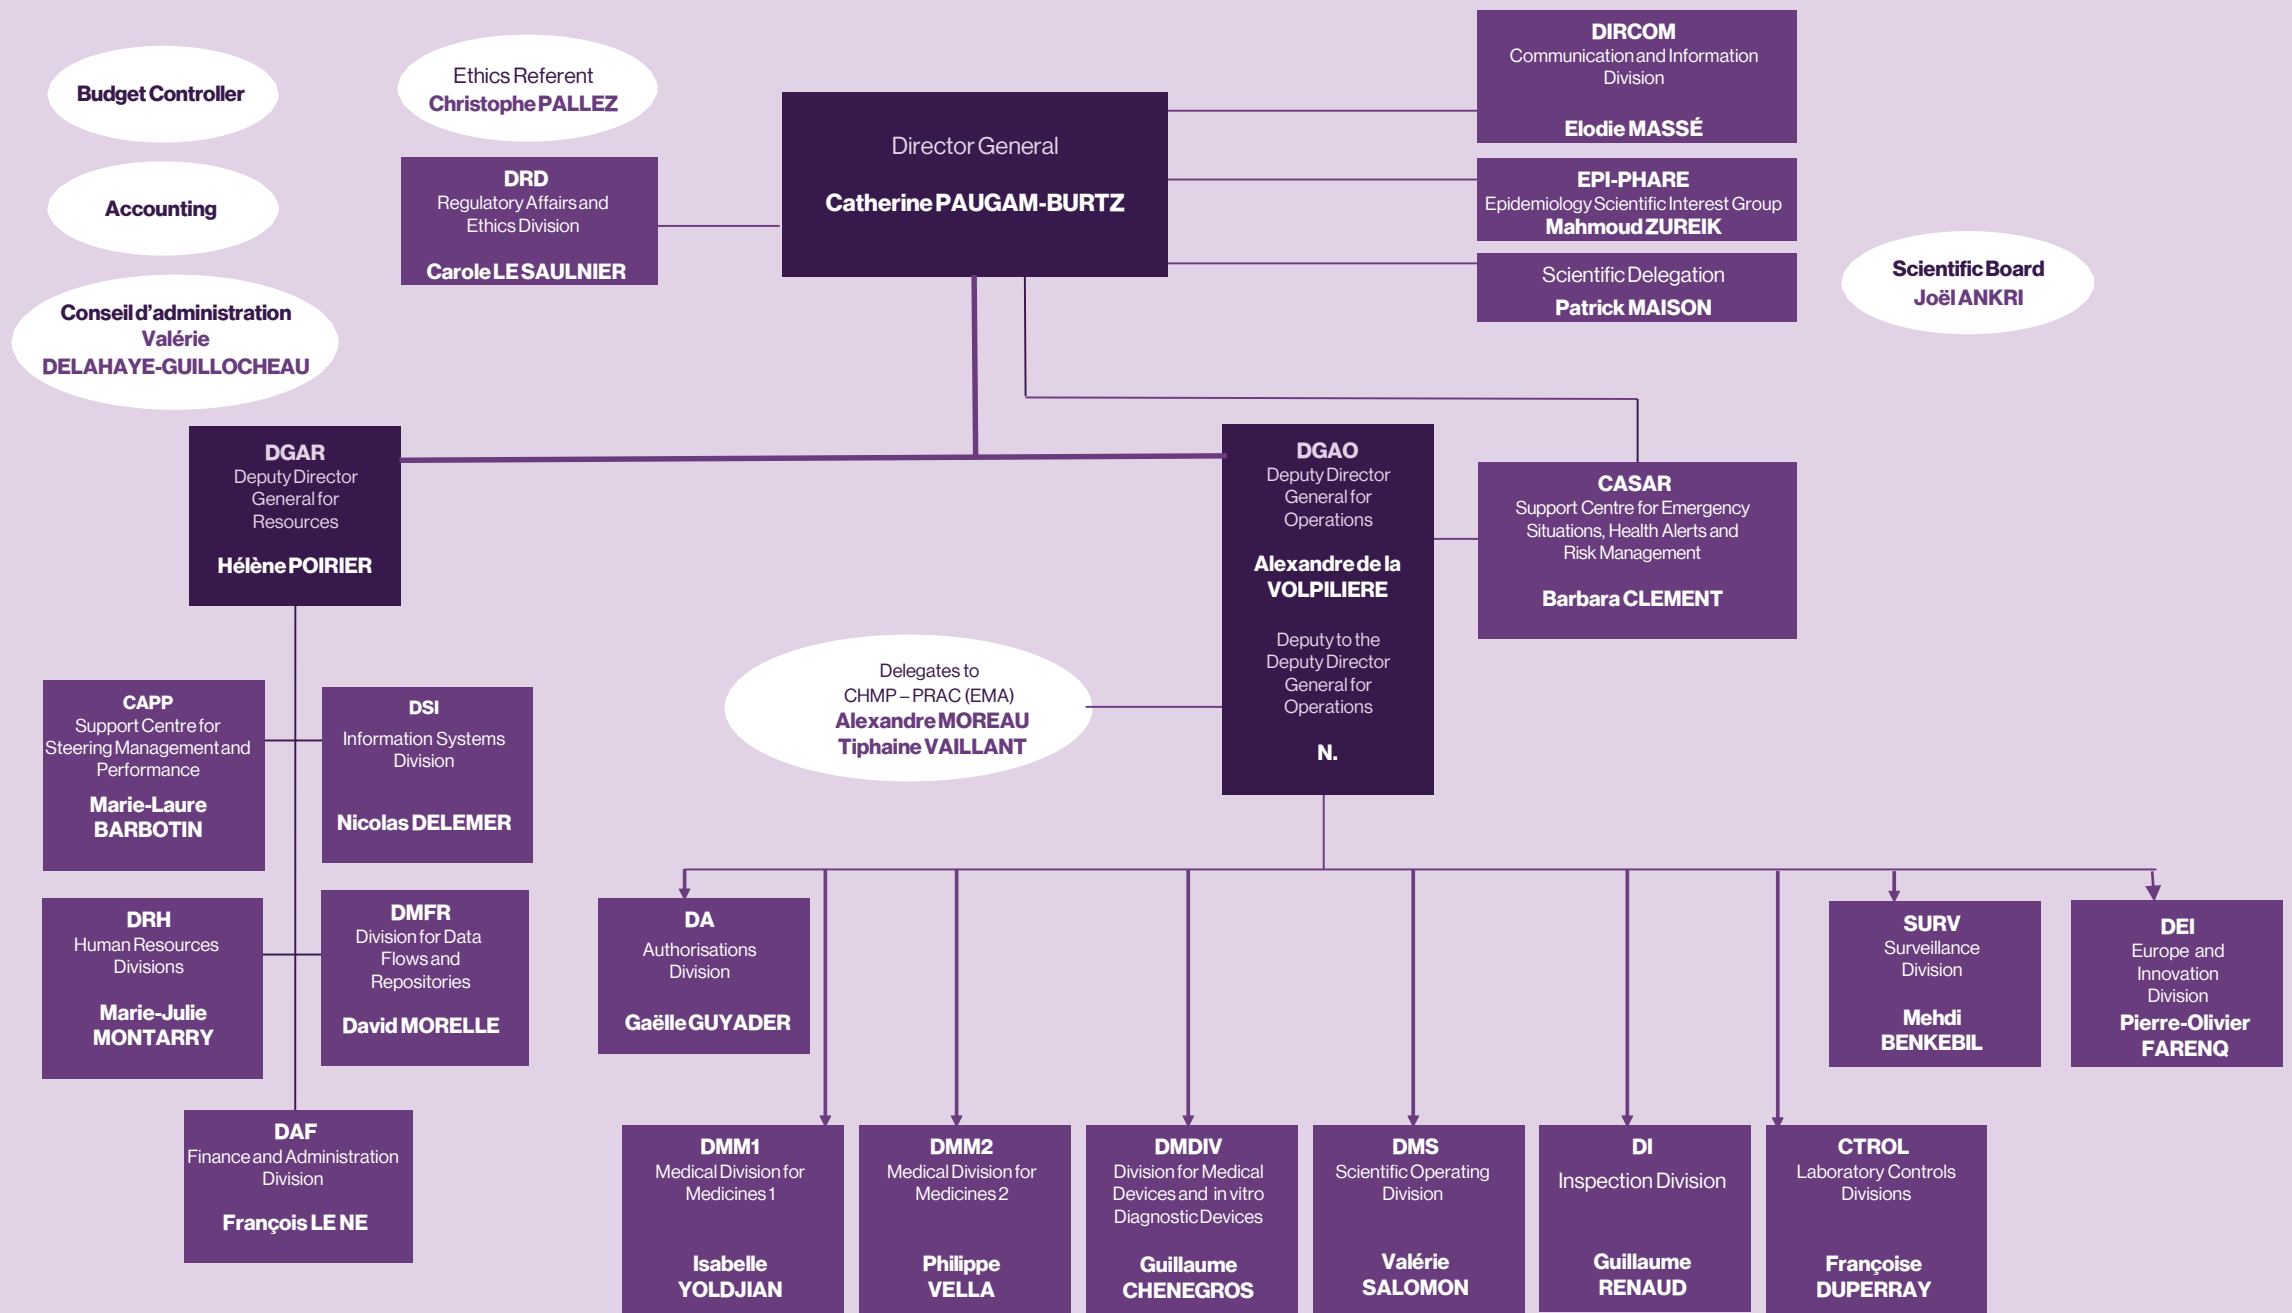 Budget Controller
Accounting
Conseil d'administration
Valérie
DELAHAYE-GUILLOCHEAU
Ethics Referent
Christophe PALLEZ
DRD
Regulatory Affairs and
Ethics Division
Carole LE SAULNIER
Director General
Catherine PAUGAM-BURTZ
DIRCOM
Communication and Information
Division
Elodie MASSÉ
EPI-PHARE
Epidemiology Scientific Interest Group
Mahmoud ZUREIK
Scientific Delegation
Patrick MAISON
Scientific Board
Joël ANKRI
DGAR
Deputy Director
General for
Resources
Hélène POIRIER
DGAO
Deputy Director
General for
Operations
Alexandre de la
VOLPILIERE
Deputy to the
Deputy Director
General for
Operations
N.
CASAR
Support Centre for Emergency
Situations, Health Alerts and
Risk Management
Barbara CLEMENT
Delegates to
CHMP – PRAC (EMA)
Alexandre MOREAU
Tiphaine VAILLANT
CAPP
Support Centre for
Steering Management and
Performance
Marie-Laure
BARBOTIN
DSI
Information Systems
Division
Nicolas DELEMER
DRH
Human Resources
Divisions
Marie-Julie
MONTARRY
DMFR
Division for Data
Flows and
Repositories
David MORELLE
DAF
Finance and Administration
Division
François LE NE
DA
Authorisations
Division
Gaëlle GUYADER
SURV
Surveillance
Division
Mehdi
BENKEBIL
DEI
Europe and
Innovation
Division
Pierre-Olivier
FARENQ
DMM1
Medical Division for
Medicines 1
Isabelle
YOLDJIAN
DMM2
Medical Division for
Medicines 2
Philippe
VELLA
DMDIV
Division for Medical
Devices and in vitro
Diagnostic Devices
Guillaume
CHENEGROS
DMS
Scientific Operating
Division
Valérie
SALOMON
DI
Inspection Division
Guillaume
RENAUD
CTROL
Laboratory Controls
Divisions
Françoise
DUPERRAY